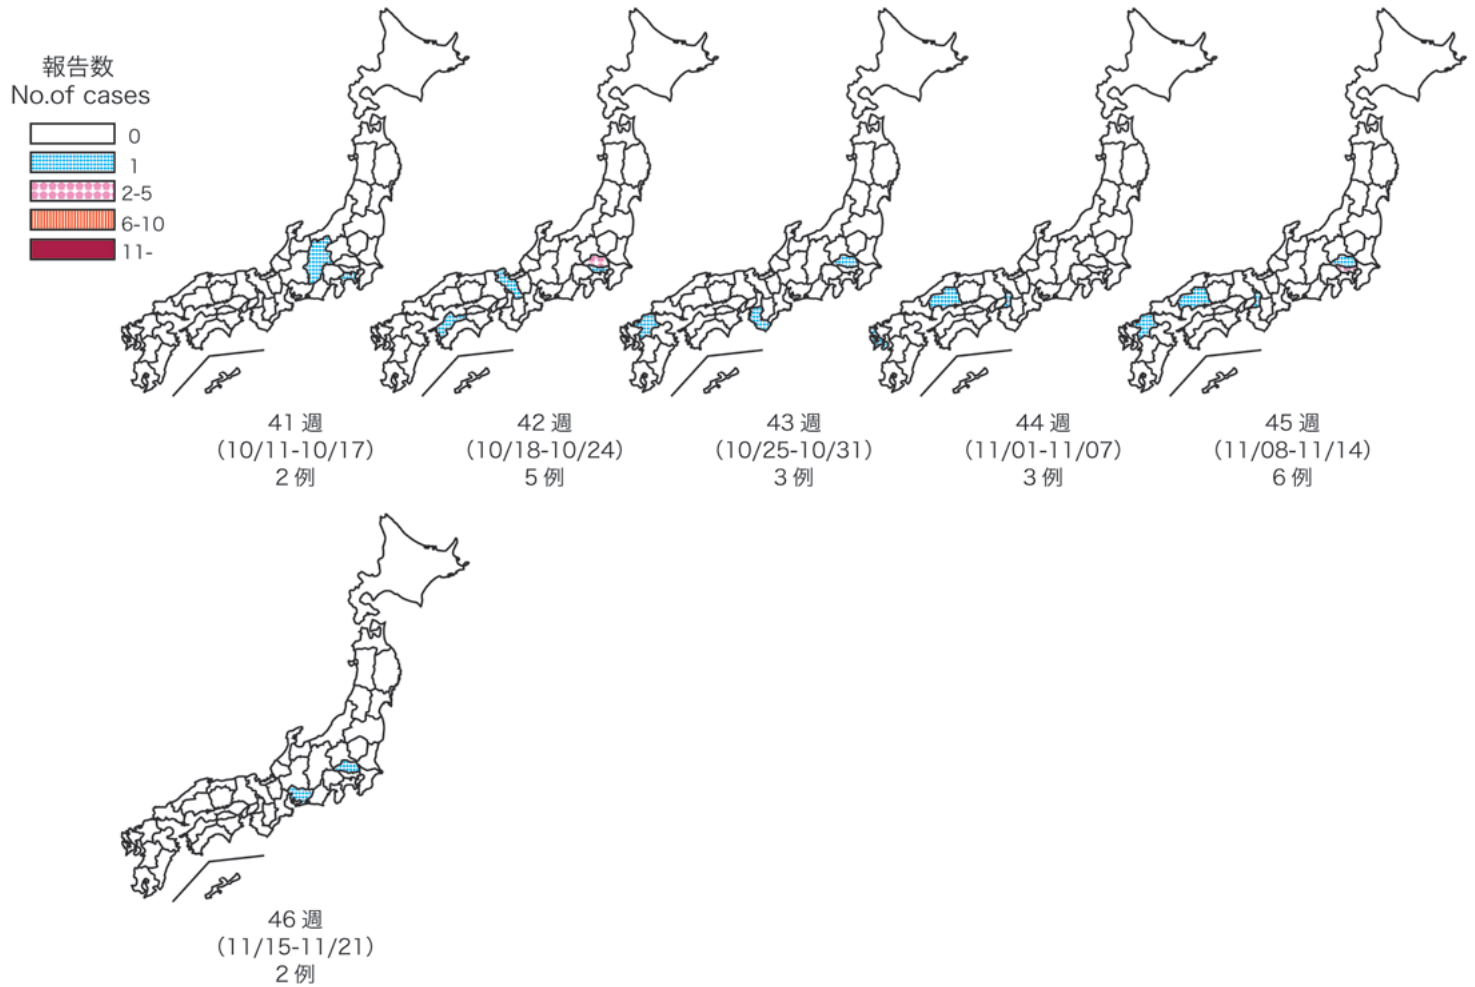 報告数
No.of cases
0
1
2-5
6-10
11-
41 週
（10/11-10/17）
2 例
42 週
（10/18-10/24）
5 例
43 週
（10/25-10/31）
3 例
44 週
（11/01-11/07）
3 例
45 週
（11/08-11/14）
6 例
46 週
（11/15-11/21）
2 例